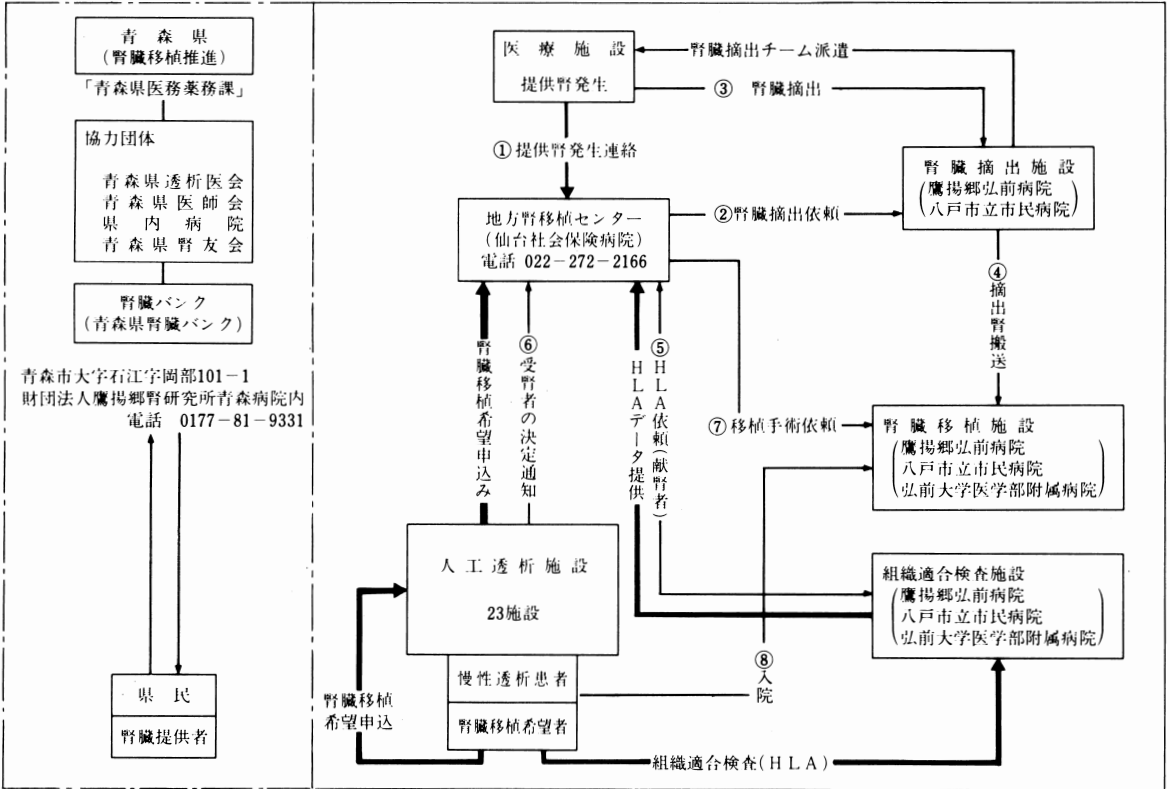 青森県
(腎臓移植推進)
「青森県医務薬務課」
協力団体
青森県透析医会
青森県医師会
県内病院
青森県腎友会
腎臓バンク
(青森県腎臓バンク)
青森市大字石江字岡部101-1
財団法人鷹揚郷腎研究所青森病院内
電話 0177-81-9331
県民
腎臓提供者
医療施設
提供腎発生
腎臓摘出チーム派遣
③ 腎臓摘出
①提供腎発生連絡
腎臓摘出施設
(鷹揚郷弘前病院
八戸市立市民病院)
地方腎移植センター
(仙台社会保険病院)
電話 022-272-2166
②腎臓摘出依頼
④摘出腎搬送
腎臓移植希望申込み
⑥受腎者の決定通知
HLAデータ提供
⑤HLA依頼(献腎者)
⑦移植手術依頼
腎臓移植施設
(鷹揚郷弘前病院
八戸市立市民病院
弘前大学医学部附属病院)
人工透析施設
23施設
組織適合検査施設
(鷹揚郷弘前病院
八戸市立市民病院
弘前大学医学部附属病院)
慢性透析患者
腎臓移植希望者
⑧入院
腎臓移植
希望申込
組織適合検査(HLA)